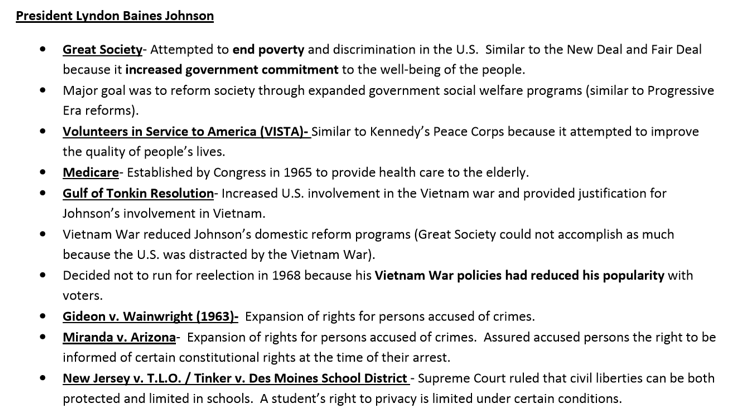 President Lyndon Baines Johnson
• Great Society- Attempted to end poverty and discrimination in the U.S.  Similar to the New Deal and Fair Deal
because it increased government commitment to the well-being of the people.
• Major goal was to reform society through expanded government social welfare programs (similar to Progressive
Era reforms).
• Volunteers in Service to America (VISTA)- Similar to Kennedy's Peace Corps because it attempted to improve
the quality of people's lives.
• Medicare- Established by Congress in 1965 to provide health care to the elderly.
• Gulf of Tonkin Resolution- Increased U.S. involvement in the Vietnam war and provided justification for
Johnson's involvement in Vietnam.
• Vietnam War reduced Johnson's domestic reform programs (Great Society could not accomplish as much
because the U.S. was distracted by the Vietnam War).
• Decided not to run for reelection in 1968 because his Vietnam War policies had reduced his popularity with
voters.
• Gideon v. Wainwright (1963)-  Expansion of rights for persons accused of crimes.
• Miranda v. Arizona-  Expansion of rights for persons accused of crimes.  Assured accused persons the right to be
informed of certain constitutional rights at the time of their arrest.
• New Jersey v. T.L.O. / Tinker v. Des Moines School District - Supreme Court ruled that civil liberties can be both
protected and limited in schools.  A student's right to privacy is limited under certain conditions.